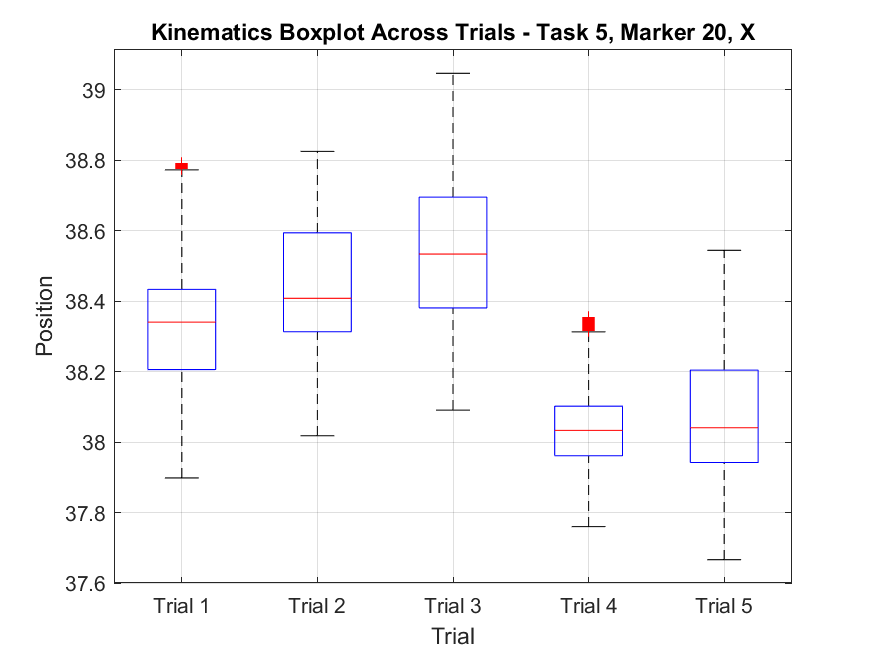 Kinematics Boxplot Across Trials - Task 5, Marker 20, X
39
38.8
38.6
38.4
38.2
38
37.8
37.6
Position
Trial 1 Trial 2 Trial 3 Trial 4 Trial 5
Trial